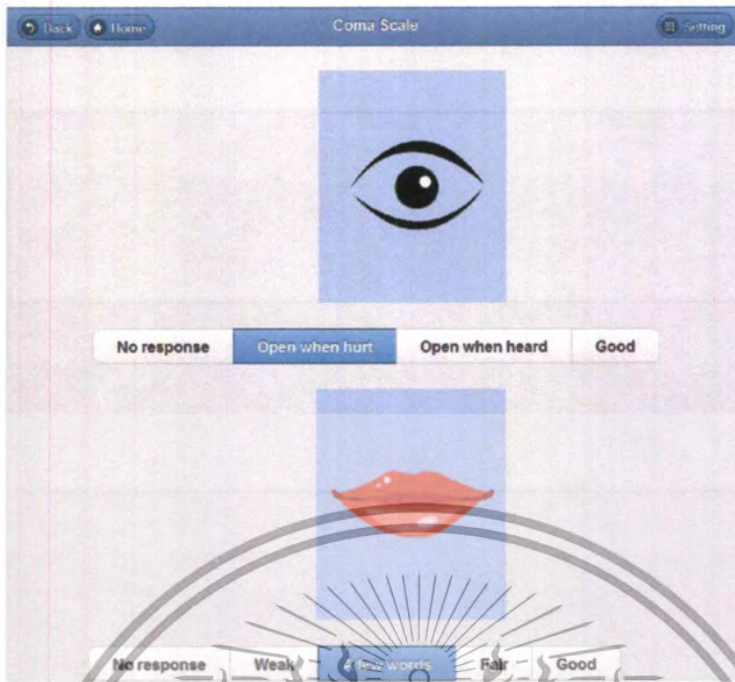 Back Home Coma Scale Setting
No response Open when hurt Open when heard Good
No response Weak A few words Fair Good